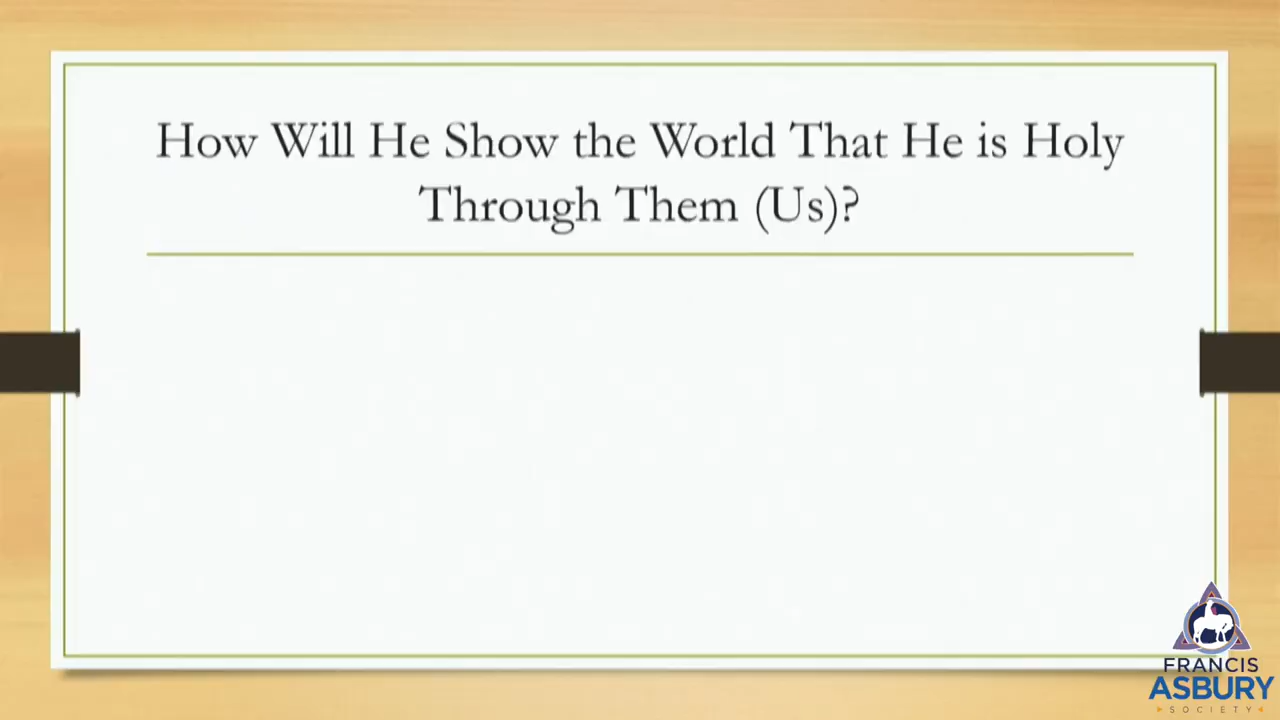 How Will He Show the World That He is Holy
Through Them (Us)?
FRANCIS
ASBURY
SOCIETY